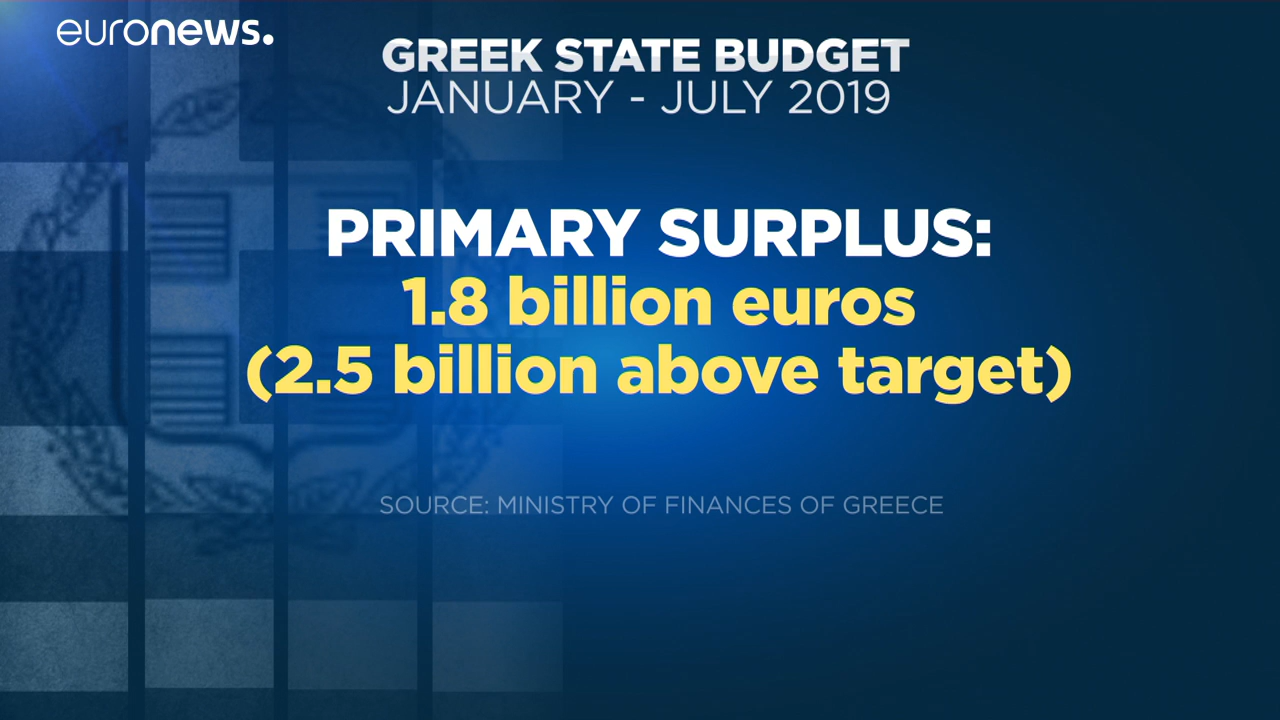 euronews.
GREEK STATE BUDGET
JANUARY - JULY 2019
PRIMARY SURPLUS:
1.8 billion euros
(2.5 billion above target)
SOURCE: MINISTRY OF FINANCES OF GREECE